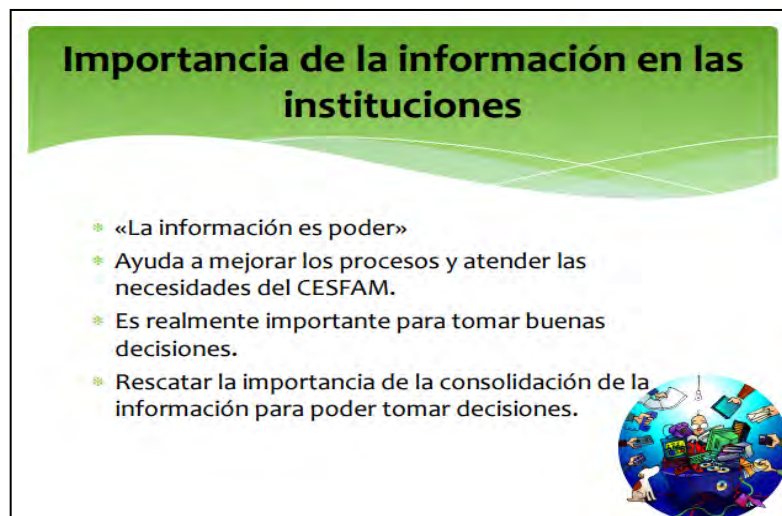 Importancia de la información en las
instituciones
«La información es poder»
Ayuda a mejorar los procesos y atender las
necesidades del CESFAM.
Es realmente importante para tomar buenas
decisiones.
Rescatar la importancia de la consolidación de la
información para poder tomar decisiones.